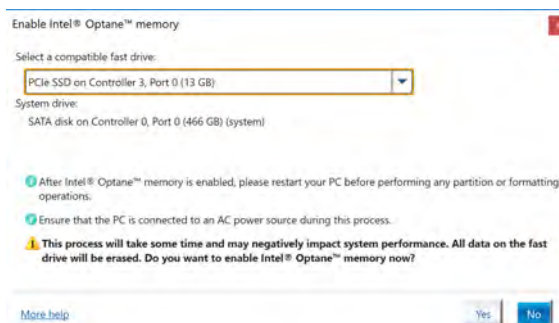 Enable Intel® Optane™ memory
Select a compatible fast drive:
PCIe SSD on Controller 3, Port 0 (13 GB)
System drive:
SATA disk on Controller 0, Port 0 (466 GB) (system)
After Intel® Optane™ memory is enabled, please restart your PC before performing any partition or formatting
operations.
Ensure that the PC is connected to an AC power source during this process.
This process will take some time and may negatively impact system performance. All data on the fast
drive will be erased. Do you want to enable Intel® Optane™ memory now?
More help
Yes
No